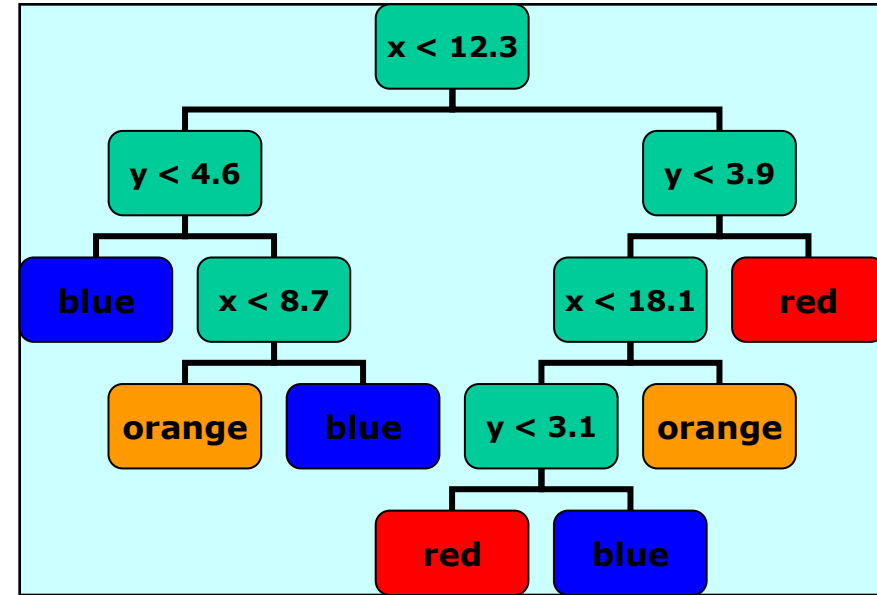 x < 12.3
y < 4.6
y < 3.9
blue
x < 8.7
x < 18.1
red
orange
blue
y < 3.1
orange
red
blue